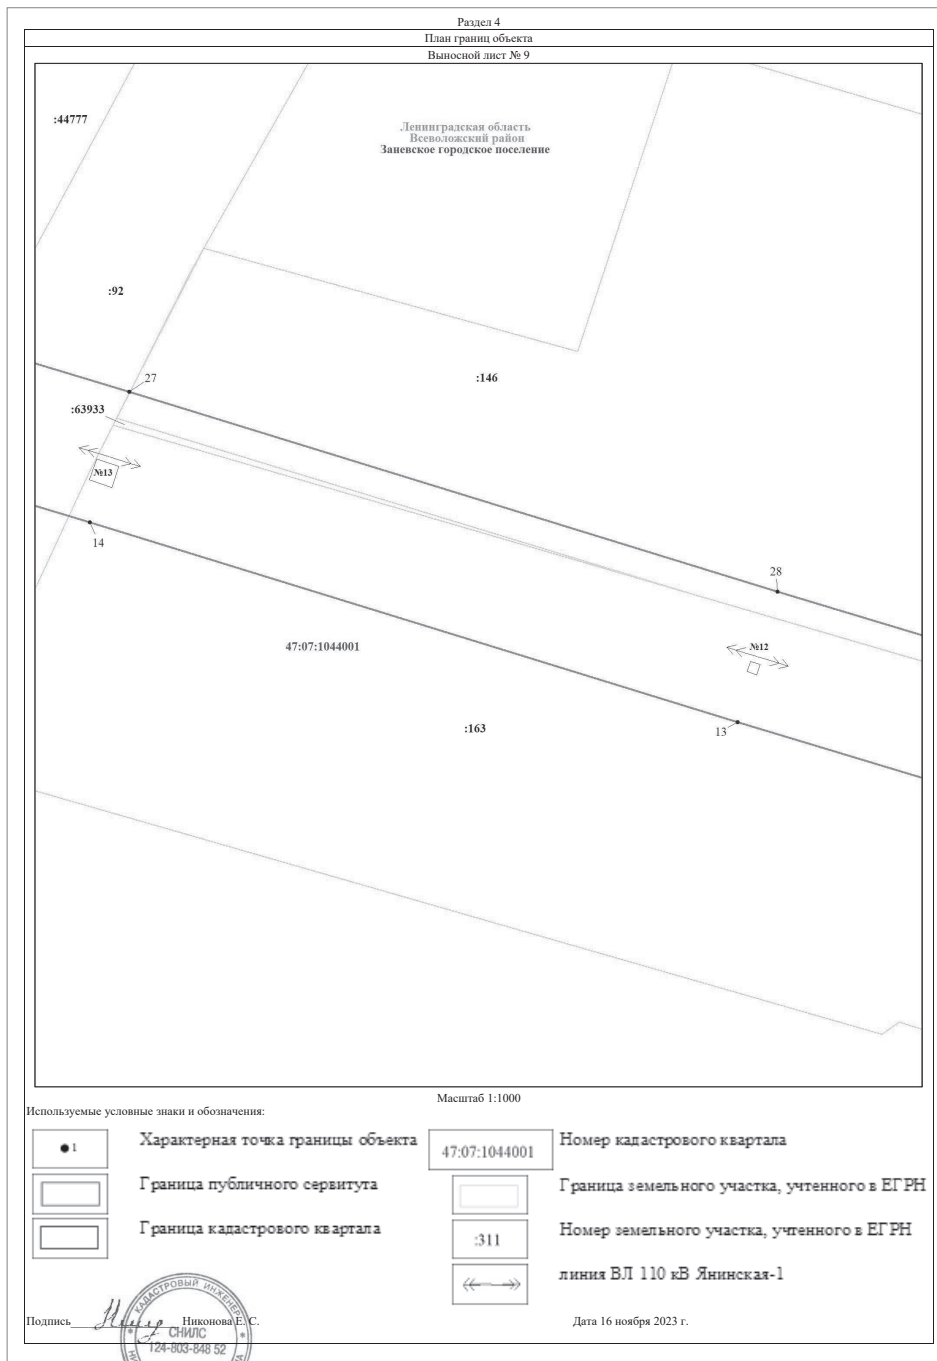 Раздел 4
План границ объекта
Выносной лист № 9
:44777
Ленинградская область
Всеволожский район
Заневское городское поселение
:92
27
:146
:63933
№13
14
28
47:07:1044001
№12
:163
13
Масштаб 1:1000
Используемые условные знаки и обозначения:
1
Характерная точка границы объекта
47:07:1044001
Номер кадастрового квартала
Граница публичного сервитута
Граница земельного участка, учтенного в ЕГРН
Граница кадастрового квартала
:311
Номер земельного участка, учтенного в ЕГРН
линия ВЛ 110 кВ Янинская-1
КАДАСТРОВЫЙ ИНЖЕНЕР
Подпись
Никонова Е. С.
Дата 16 ноября 2023 г.
СНИЛС
124-803-848 52